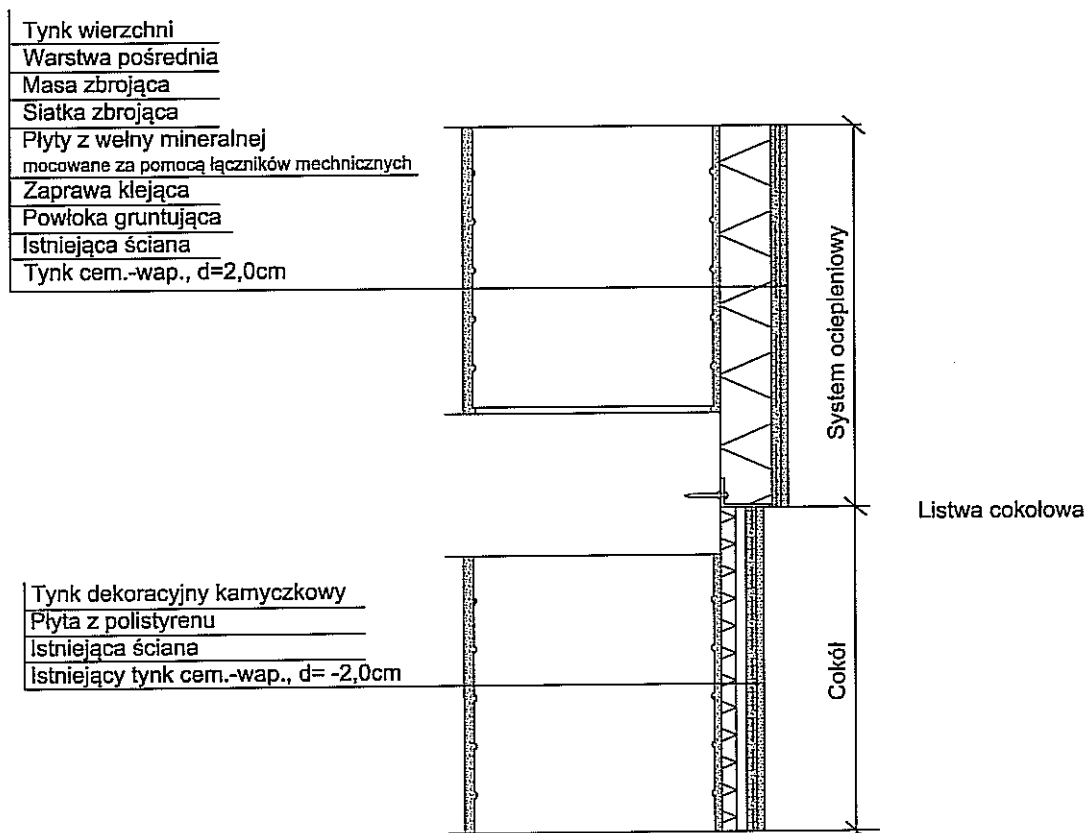 Tynk wierzchni
Warstwa pośrednia
Masa zbrojąca
Siatka zbrojąca
Płyty z wełny mineralnej
mocowane za pomocą łączników mechnicznych
Zaprawa klejąca
Powłoka gruntująca
Istniejąca ściana
Tynk cem.-wap., d=2,0cm
System ociepleniowy
Listwa cokołowa
Tynk dekoracyjny kamyczkowy
Płyta z polistyrenu
Istniejąca ściana
Istniejący tynk cem.-wap., d= -2,0cm
Cokół